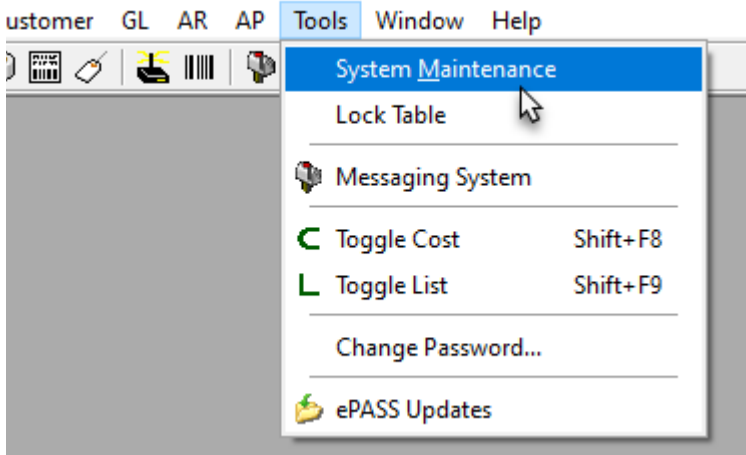 ustomer GL AR AP Tools Window Help
System Maintenance
Lock Table
Messaging System
Toggle Cost Shift+F8
Toggle List Shift+F9
Change Password...
ePASS Updates